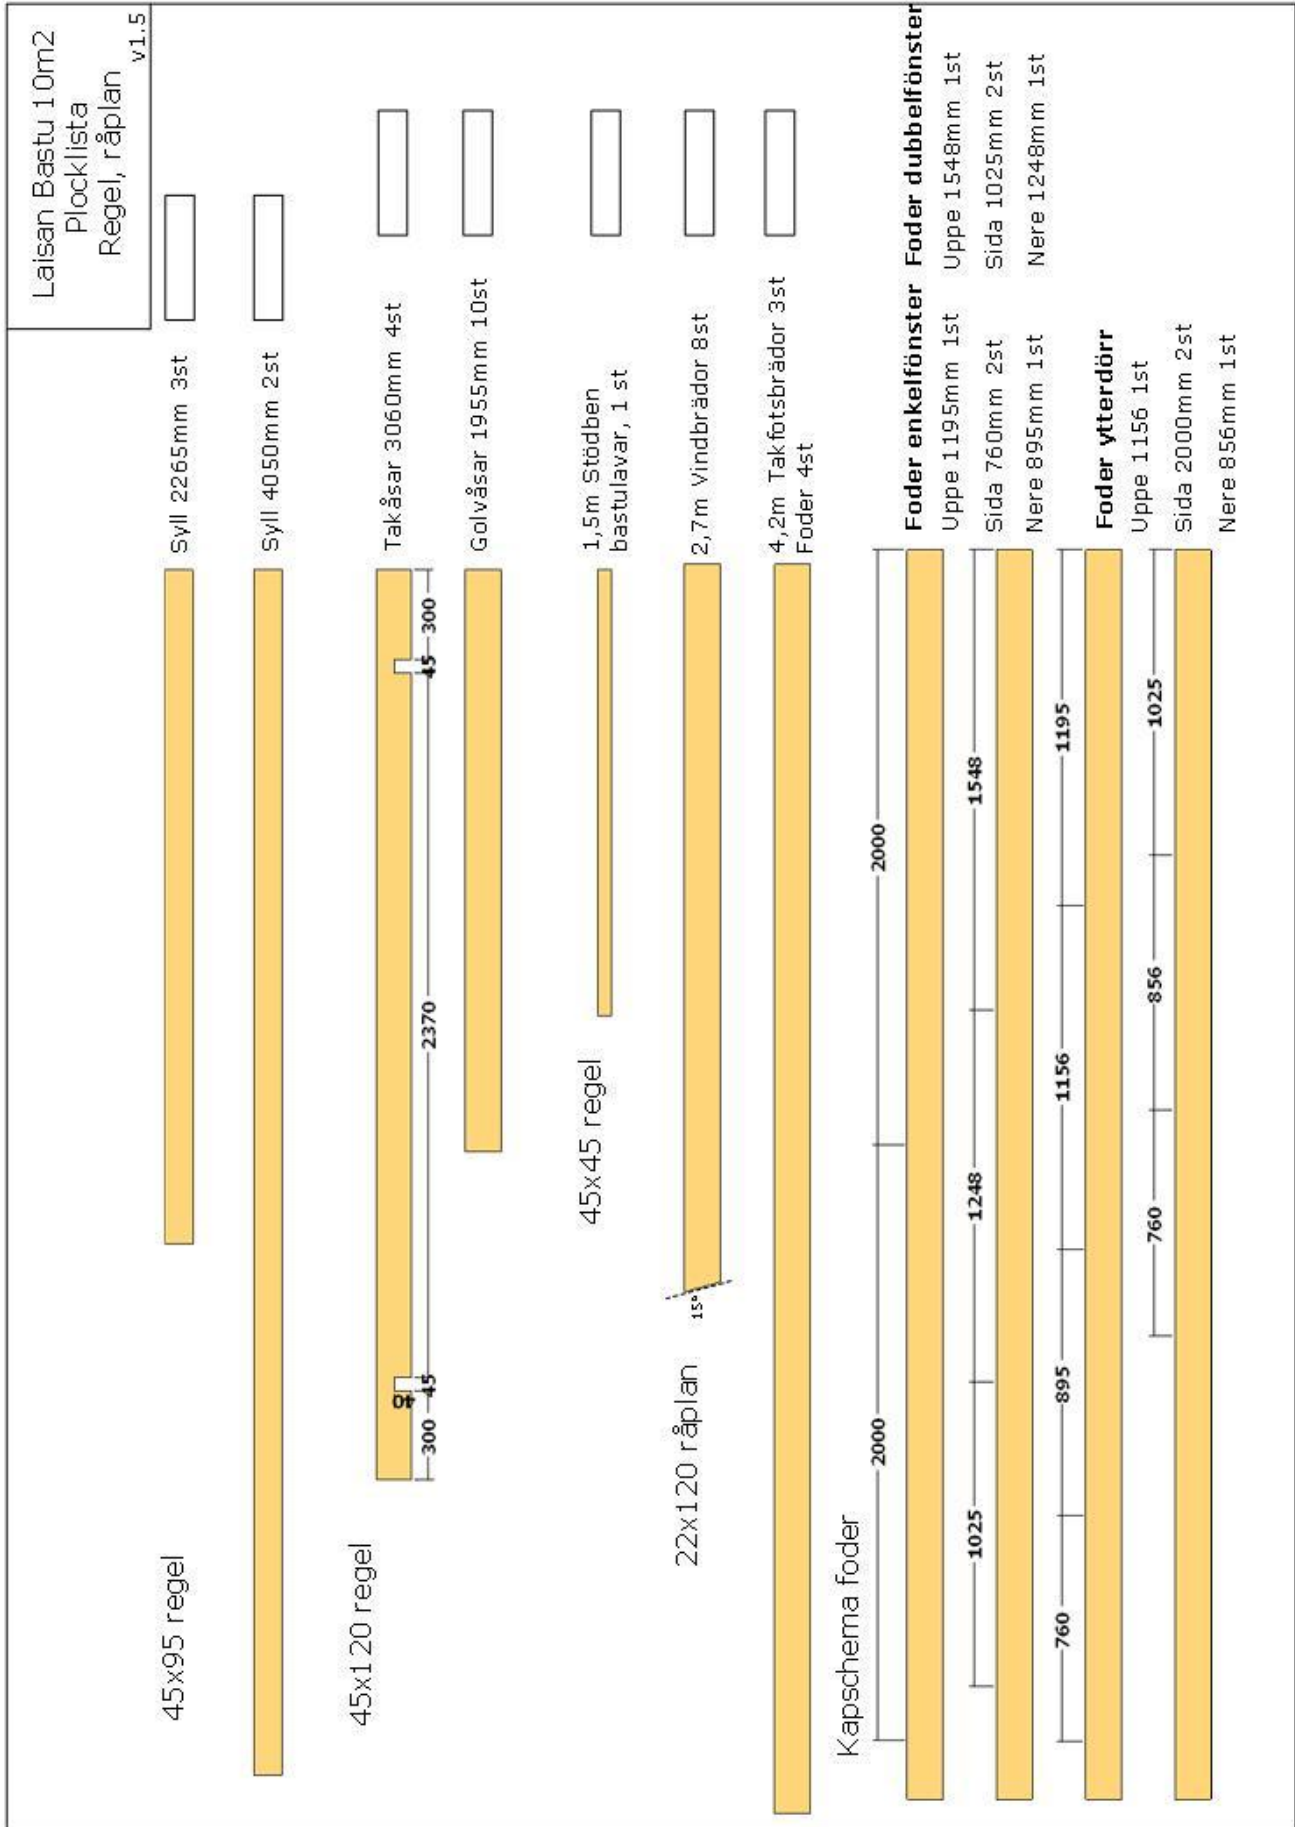 Laisan Bastu 10m2
Plocklista
Regel, råplan
v1.5
45x95 regel
Syll 2265mm 3st
Syll 4050mm 2st
45x120 regel
Takåsar 3060mm 4st
300
45
40
2370
45
300
Golvåsar 1955mm 10st
45x45 regel
1,5m Stödben
bastulavar, 1 st
22x120 råplan
15°
2,7m Vindbrädor 8st
4,2m Takfotsbrädor 3st
Foder 4st
Kapschema foder
2000
2000
1025
1248
1548
760
895
1156
1195
760
856
1025
Foder enkelfönster
Uppe 1195mm 1st
Sida 760mm 2st
Nere 895mm 1st
Foder dubbelfönster
Uppe 1548mm 1st
Sida 1025mm 2st
Nere 1248mm 1st
Foder ytterdörr
Uppe 1156 1st
Sida 2000mm 2st
Nere 856mm 1st